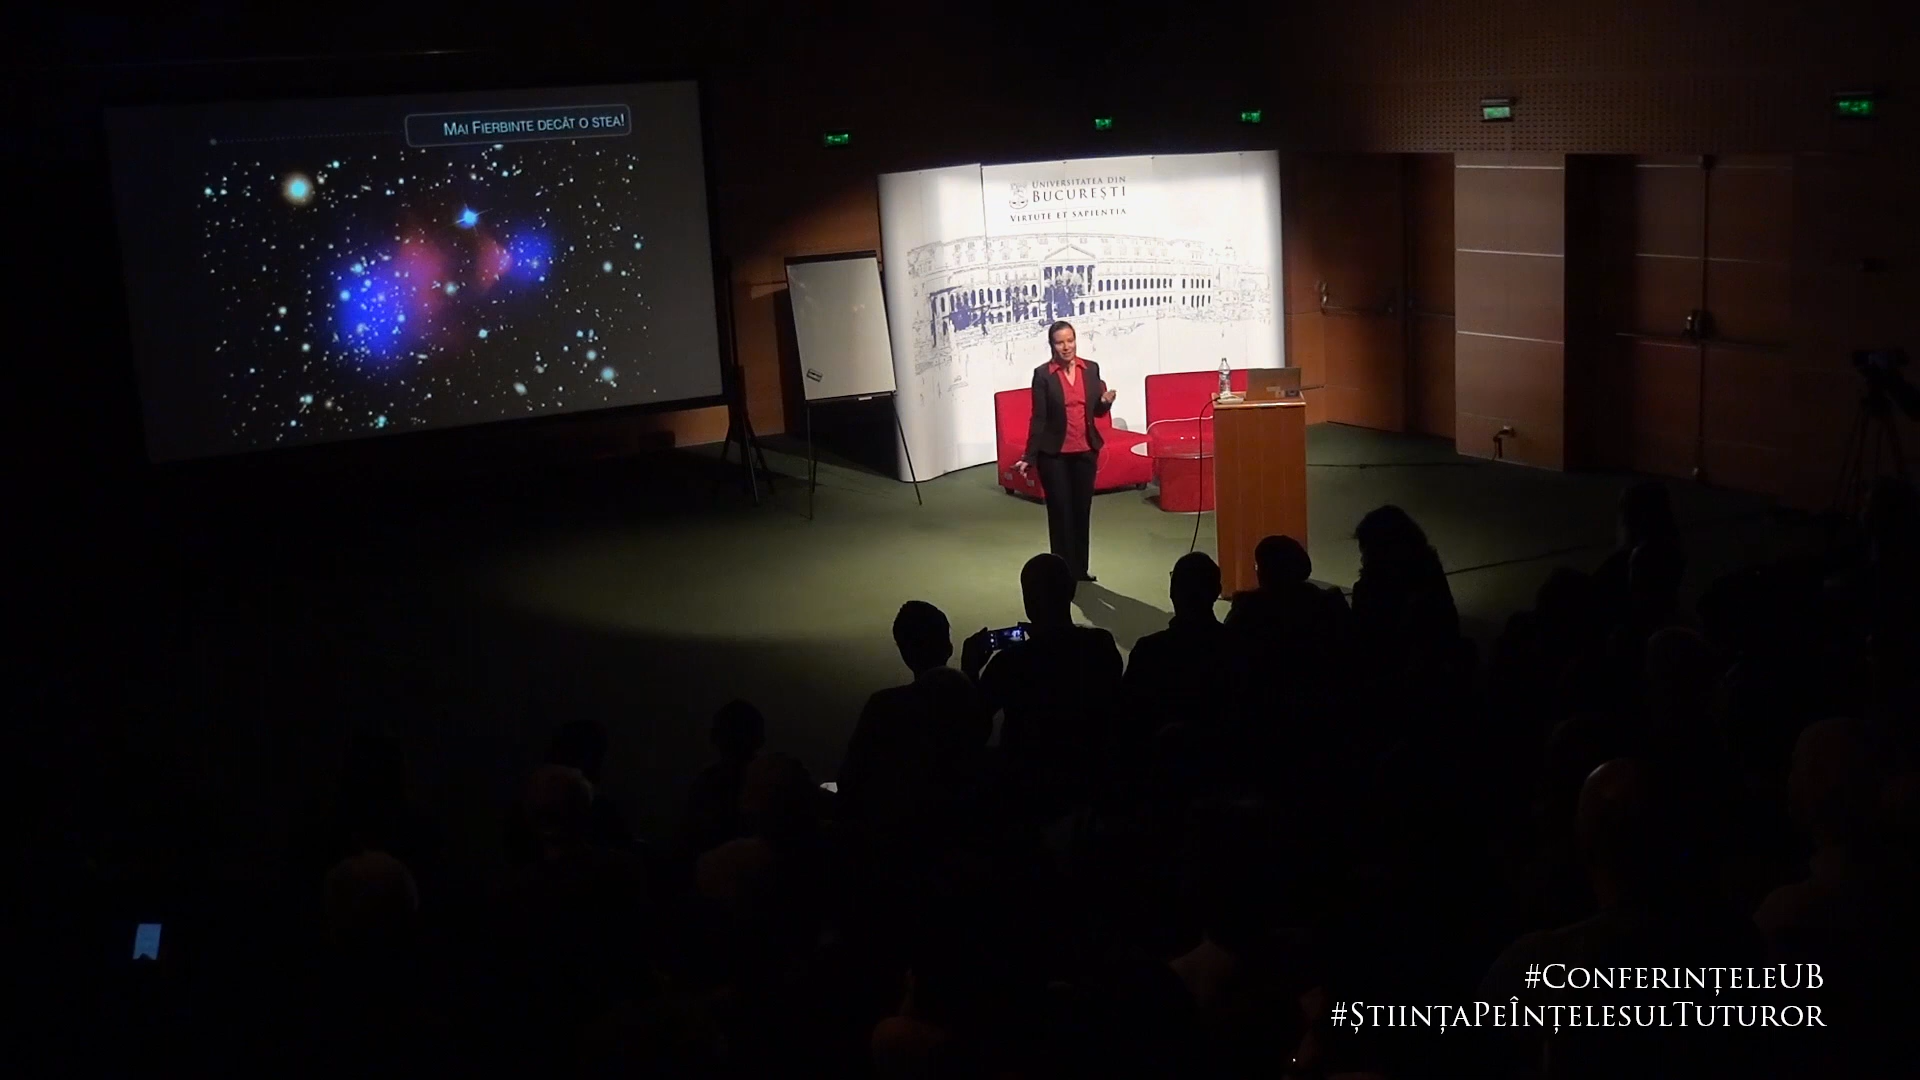 MAI FIERBINTE DECÂT O STEA!
UNIVERSITATEA DIN
BUCUREȘTI
VIRTUTE ET SAPIENTIA
#CONFERINȚELEUB
#ȘTIINȚAPEÎNȚELESULTUTUROR